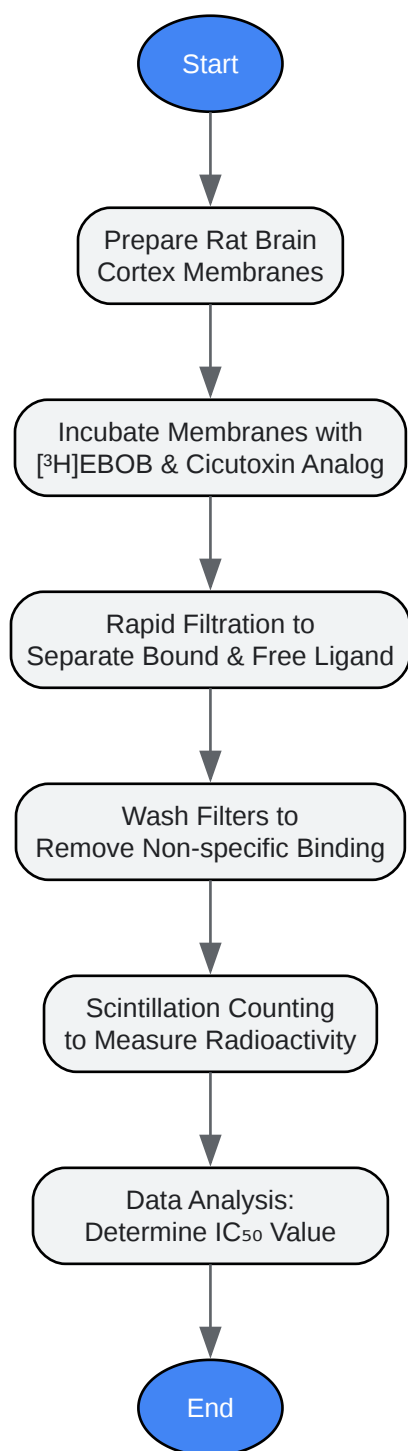 Start
Prepare Rat Brain
Cortex Membranes
Incubate Membranes with
[³H]EBOB & Cicutoxin Analog
Rapid Filtration to
Separate Bound & Free Ligand
Wash Filters to
Remove Non-specific Binding
Scintillation Counting
to Measure Radioactivity
Data Analysis:
Determine IC₅₀ Value
End